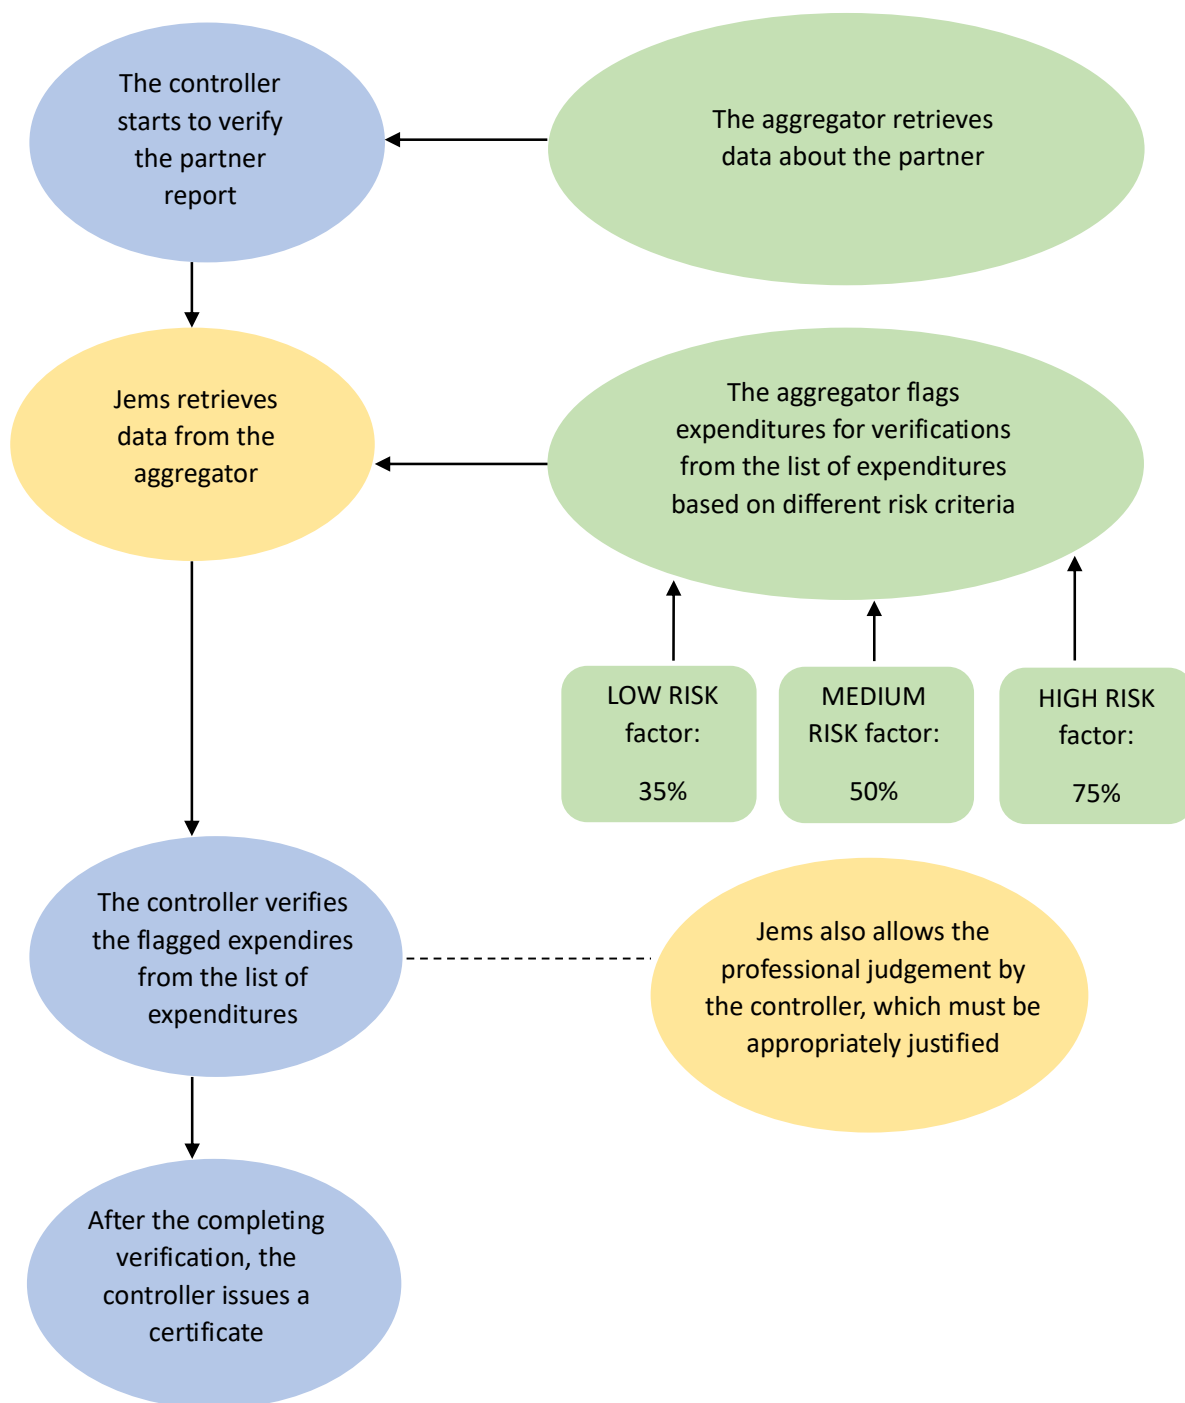 The controller
starts to verify
the partner
report
The aggregator retrieves
data about the partner
Jems retrieves
data from the
aggregator
The aggregator flags
expenditures for verifications
from the list of expenditures
based on different risk criteria
LOW RISK
factor:
35%
MEDIUM
RISK factor:
50%
HIGH RISK
factor:
75%
The controller verifies
the flagged expendires
from the list of
expenditures
Jems also allows the
professional judgement by
the controller, which must be
appropriately justified
After the completing
verification, the
controller issues a
certificate